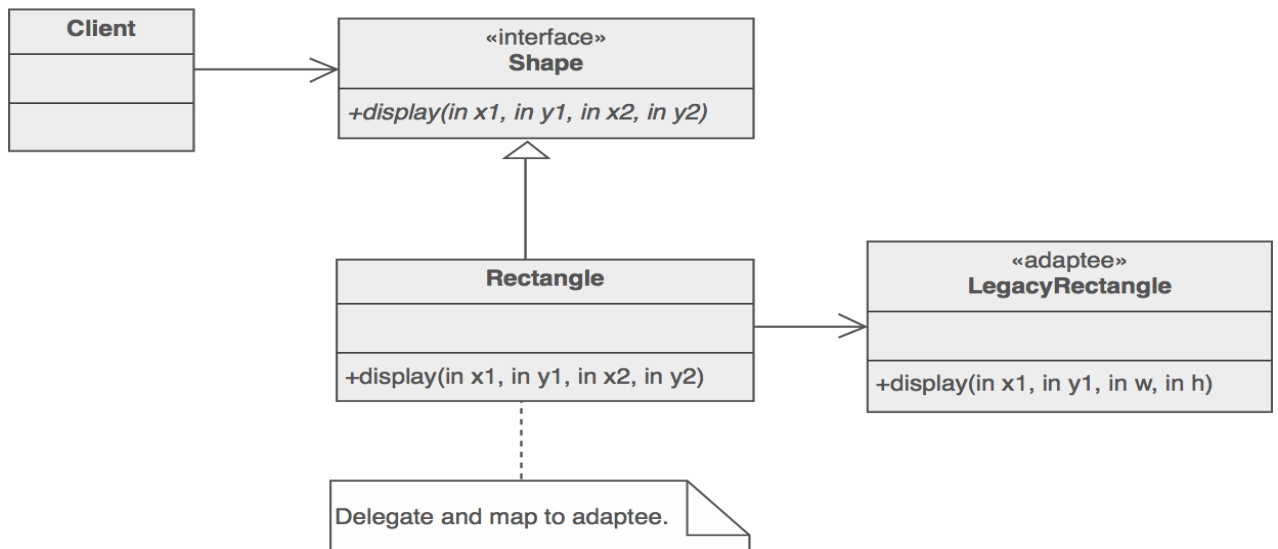 Client
«interface»
Shape
+display(in x1, in y1, in x2, in y2)
Rectangle
+display(in x1, in y1, in x2, in y2)
«adaptee»
LegacyRectangle
+display(in x1, in y1, in w, in h)
Delegate and map to adaptee.